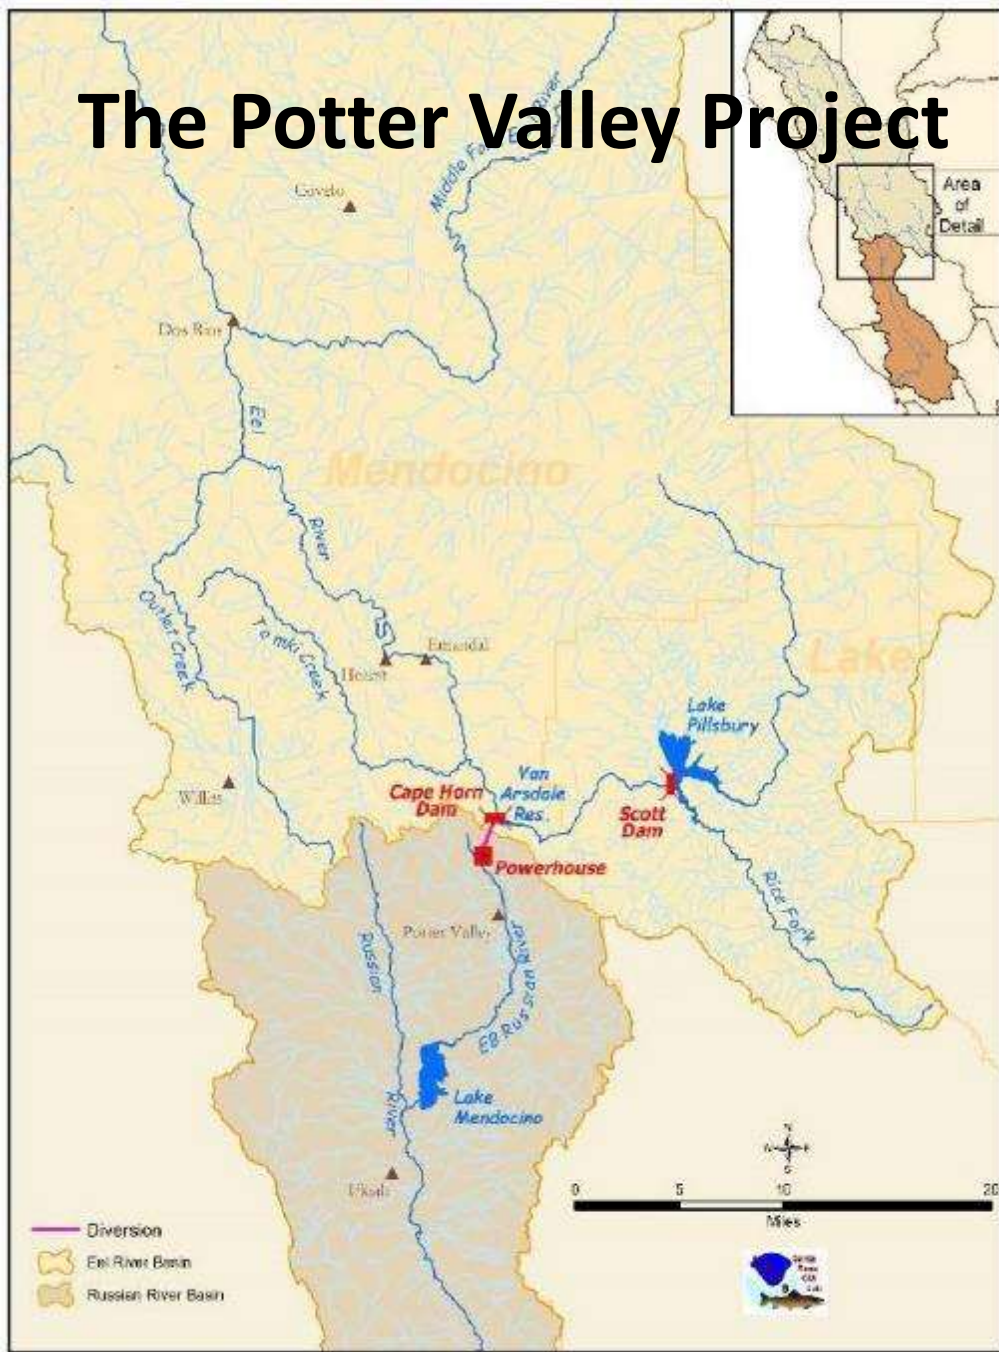 The Potter Valley Project
Middle Fork Eel River
Covelo
Area
of
Detail
Dos Rios
Eel
Mendocino
River
Outlet Creek
Tomki Creek
Hearst
Emandal
Lake
Lake
Pillsbury
Willits
Cape Horn
Dam
Van
Arsdale
Res.
Scott
Dam
Powerhouse
Rice Fork
Potter Valley
Russian
EB Russian River
Lake
Mendocino
River
Ukiah
N
W
E
S
0
5
10
20
Miles
Diversion
Eel River Basin
Russian River Basin